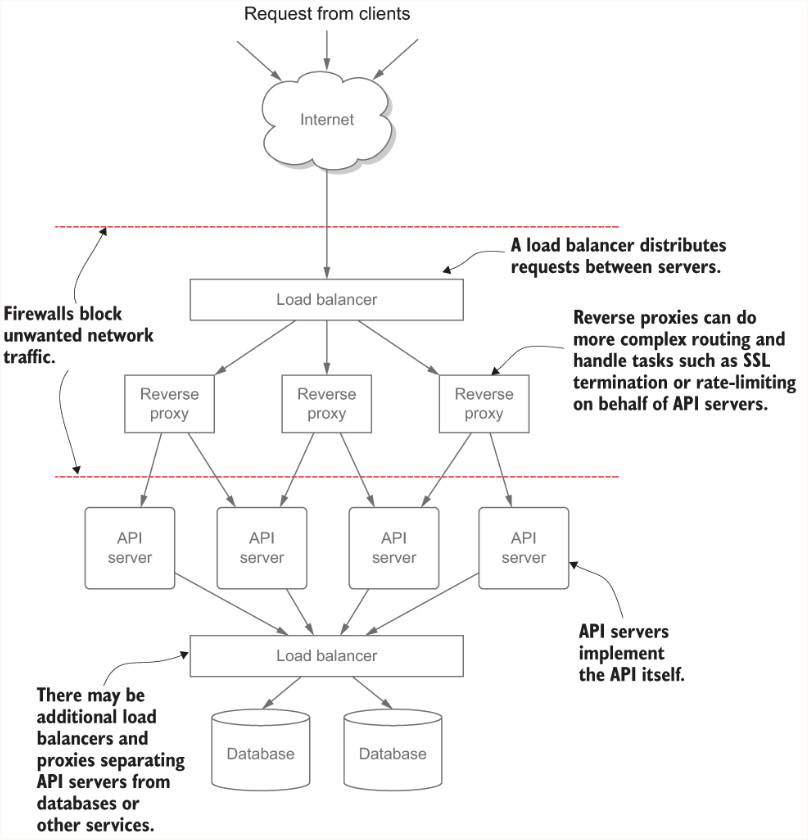 Request from clients
Internet
A load balancer distributes
requests between servers.
Load balancer
Firewalls block
unwanted network
traffic.
Reverse proxies can do
more complex routing and
handle tasks such as SSL
termination or rate-limiting
on behalf of API servers.
Reverse
proxy
Reverse
proxy
Reverse
proxy
API
server
API
server
API
server
API
server
API servers
implement
the API itself.
Load balancer
There may be
additional load
balancers and
proxies separating
API servers from
databases or
other services.
Database
Database